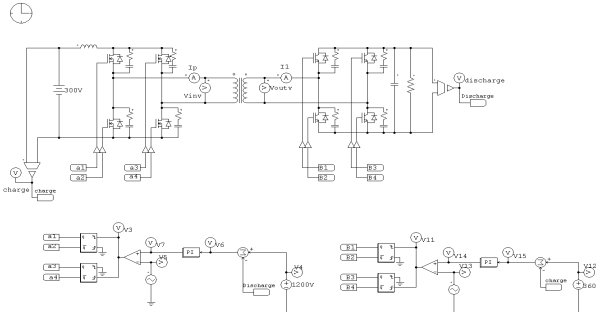 Ip
Il
300V
Vinv
Voutv
discharge
Discharge
a1
a2
a3
a4
B1
B2
B3
B4
charge
charge
V3
a1
a2
a3
a4
V7
V5
PI
V6
Discharge
V4
1200V
V11
B1
B2
B3
B4
V14
V13
PI
V15
charge
V12
360